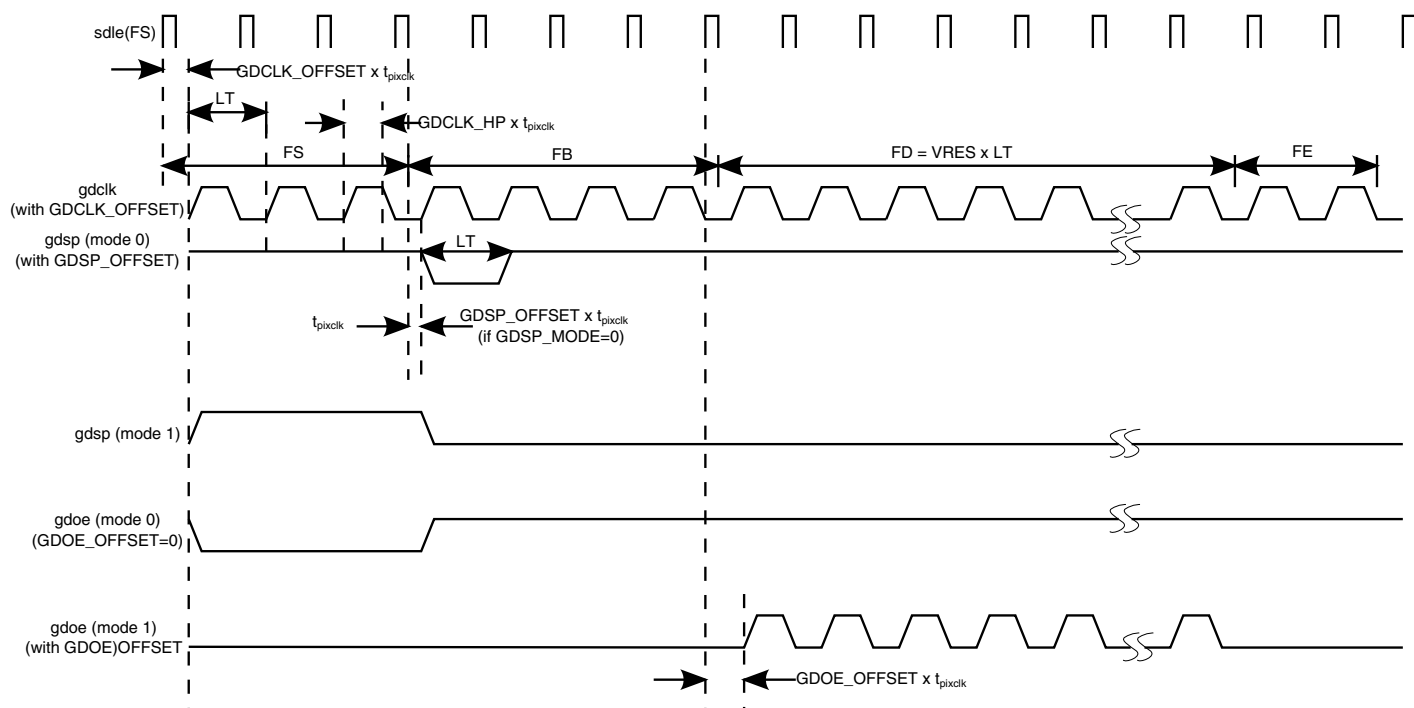 sdle(FS)
GDCLK_OFFSET x tpixclk
LT
GDCLK_HP x tpixclk
FS
FB
FD = VRES x LT
FE
gdclk
(with GDCLK_OFFSET)
gdsp (mode 0)
(with GDSP_OFFSET)
LT
tpixclk
GDSP_OFFSET x tpixclk
(if GDSP_MODE=0)
gdsp (mode 1)
gdoe (mode 0)
(GDOE_OFFSET=0)
gdoe (mode 1)
(with GDOE)OFFSET
GDOE_OFFSET x tpixclk